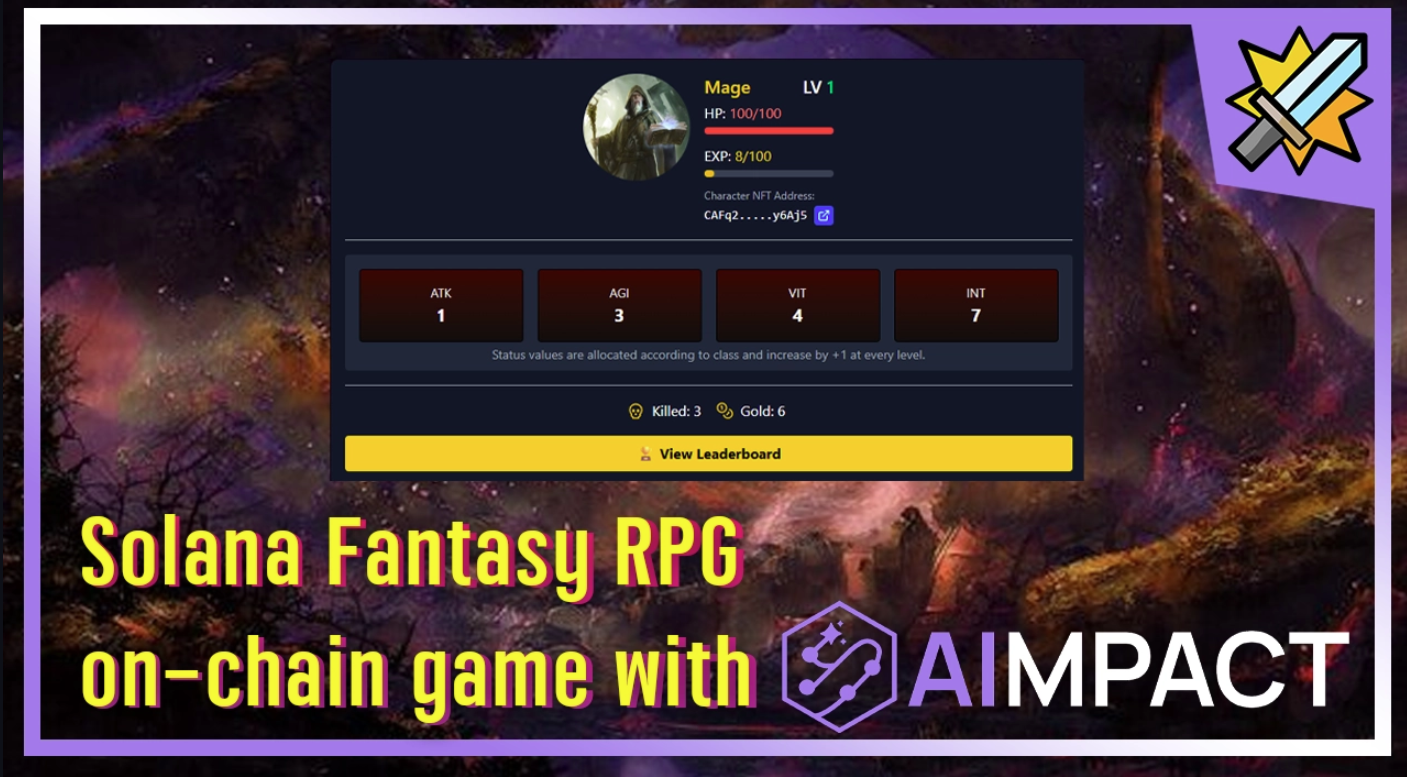 Mage LV 1
HP: 100/100
EXP: 8/100
Character NFT Address:
CAFq2.....y6Aj5
ATK AGI VIT INT
1 3 4 7
Status values are allocated according to class and increase by +1 at every level.
Killed: 3 Gold: 6
View Leaderboard
Solana Fantasy RPG
on-chain game with AIMPACT